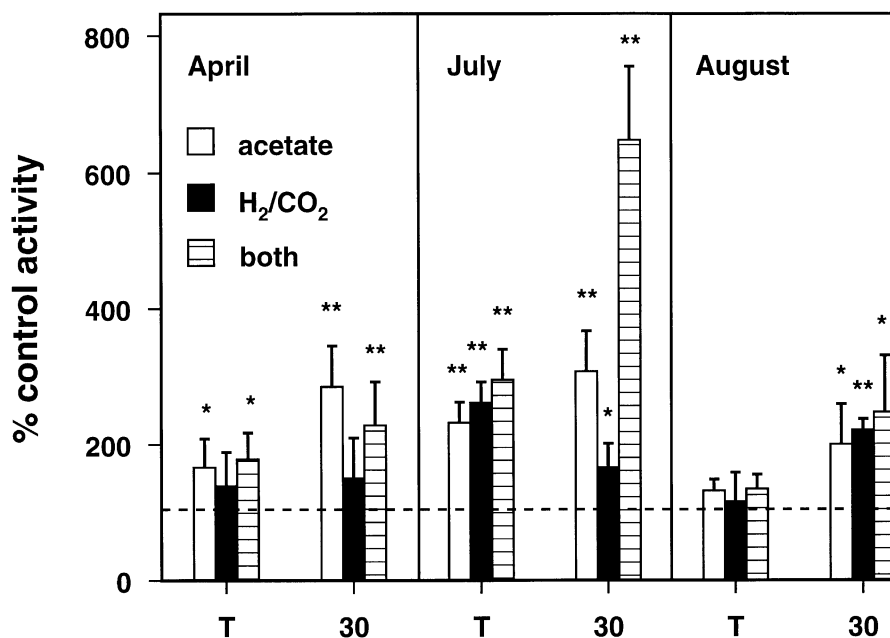 % control activity
800
600
400
200
0
April
July
August
acetate
H₂/CO₂
both
* *
** **
** ** **
** * **
* ** *
T 30 T 30 T 30